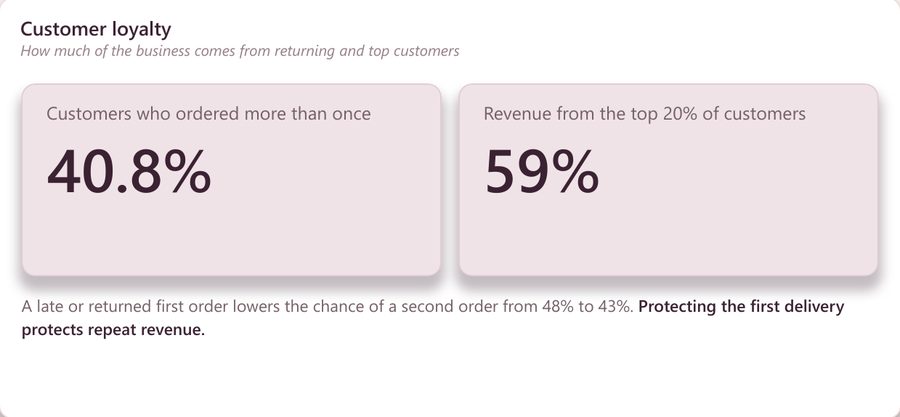 Customer loyalty
How much of the business comes from returning and top customers
Customers who ordered more than once
40.8%
Revenue from the top 20% of customers
59%
A late or returned first order lowers the chance of a second order from 48% to 43%. Protecting the first delivery
protects repeat revenue.